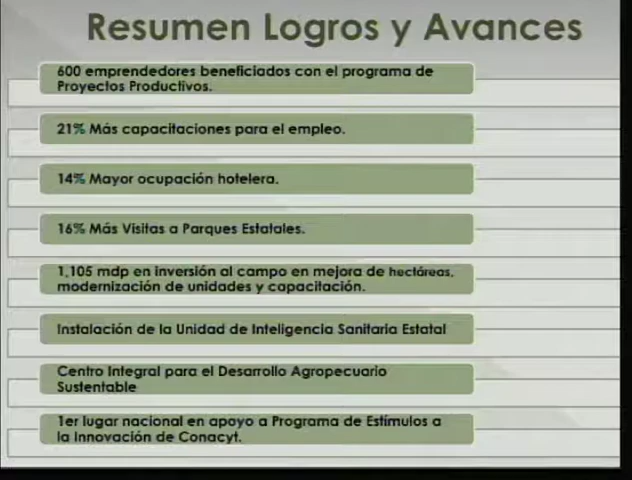 Resumen Logros y Avances
600 emprendedores beneficiados con el programa de
Proyectos Productivos.
21% Más capacitaciones para el empleo.
14% Mayor ocupación hotelera.
16% Más Visitas a Parques Estatales.
1,105 mdp en inversión al campo en mejora de hectáreas,
modernización de unidades y capacitación.
Instalación de la Unidad de Inteligencia Sanitaria Estatal
Centro Integral para el Desarrollo Agropecuario
Sustentable
1er lugar nacional en apoyo a Programa de Estímulos a
la Innovación de Conacyt.